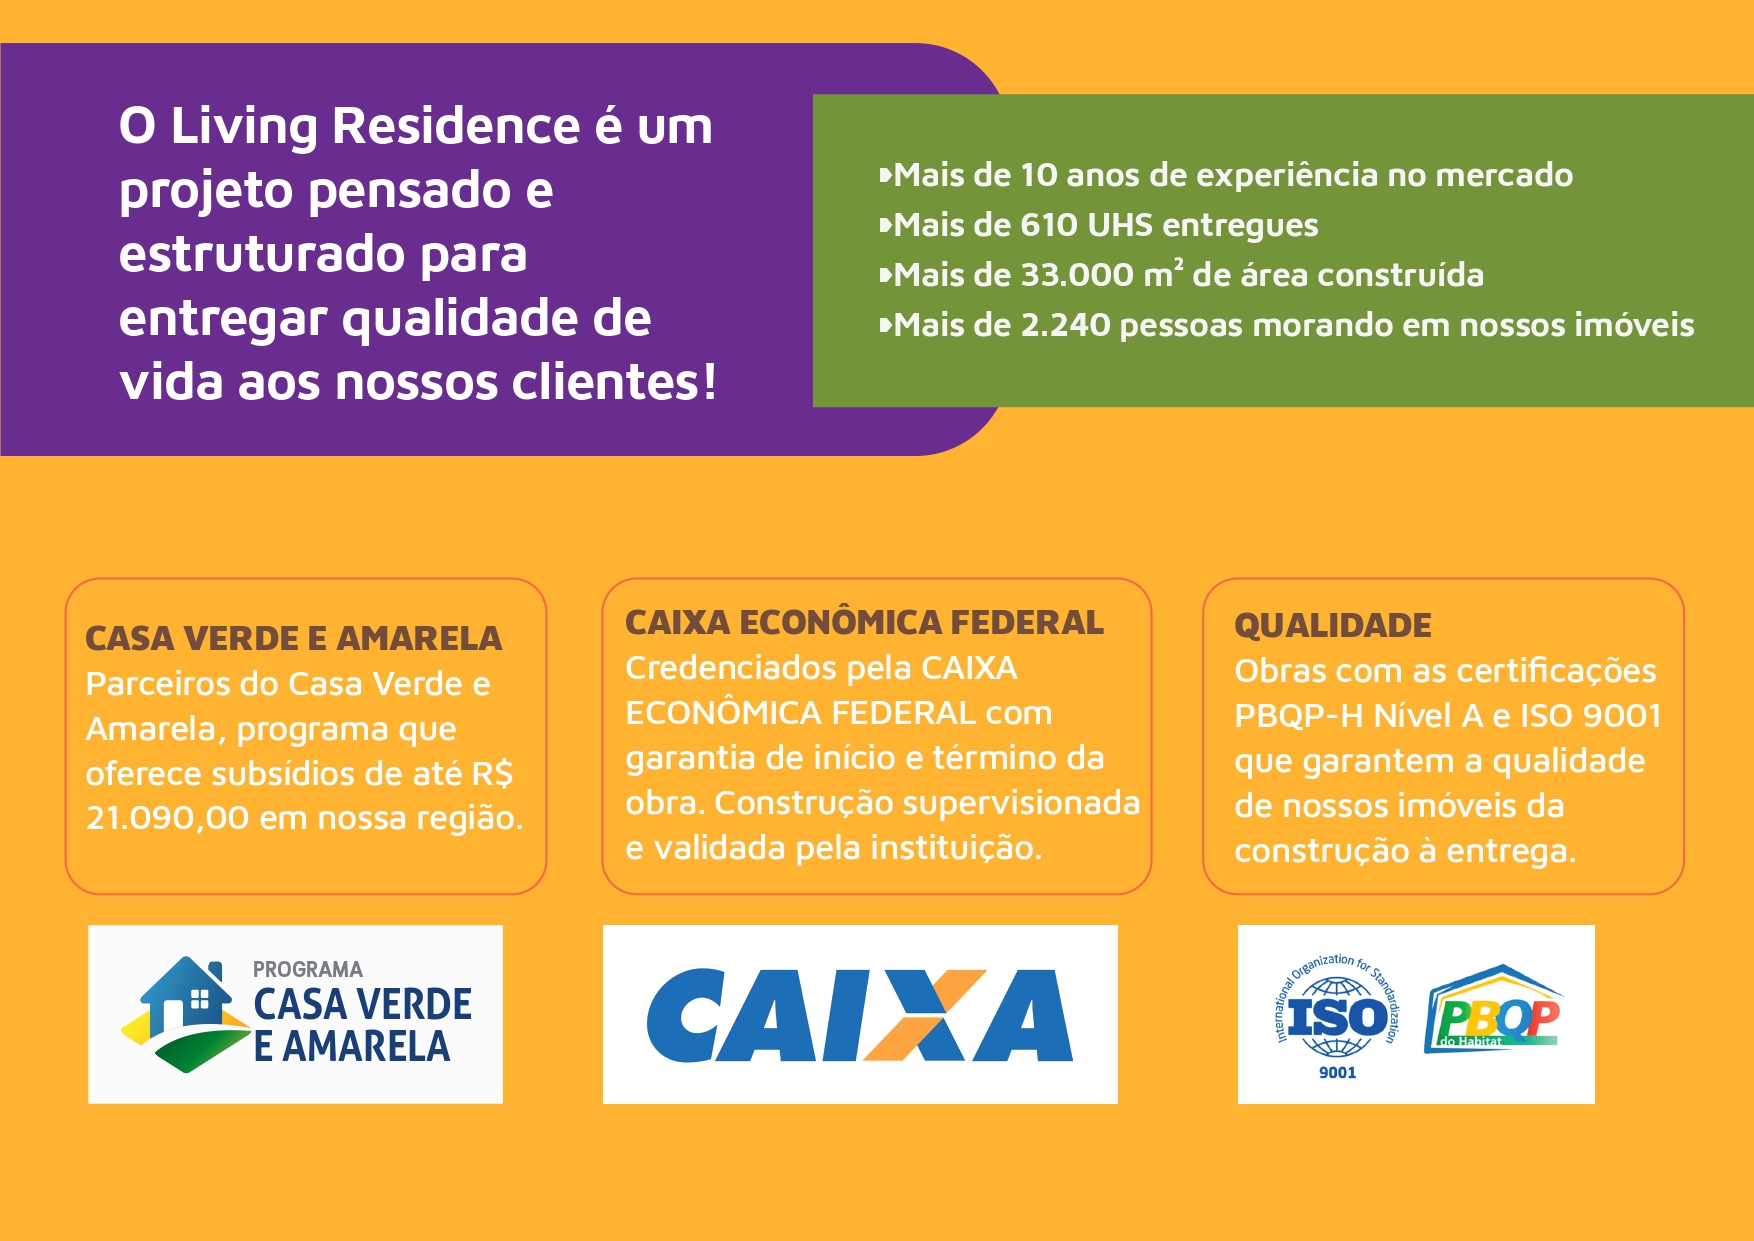 O Living Residence é um
projeto pensado e
estruturado para
entregar qualidade de
vida aos nossos clientes!
Mais de 10 anos de experiência no mercado
Mais de 610 UHS entregues
Mais de 33.000 m² de área construída
Mais de 2.240 pessoas morando em nossos imóveis
CASA VERDE E AMARELA
Parceiros do Casa Verde e
Amarela, programa que
oferece subsídios de até R$
21.090,00 em nossa região.
CAIXA ECONÔMICA FEDERAL
Credenciados pela CAIXA
ECONÔMICA FEDERAL com
garantia de início e término da
obra. Construção supervisionada
e validada pela instituição.
QUALIDADE
Obras com as certificações
PBQP-H Nível A e ISO 9001
que garantem a qualidade
de nossos imóveis da
construção à entrega.
PROGRAMA
CASA VERDE
E AMARELA
CAIXA
International Organization for Standardization
ISO
9001
PBQP
do Habitat